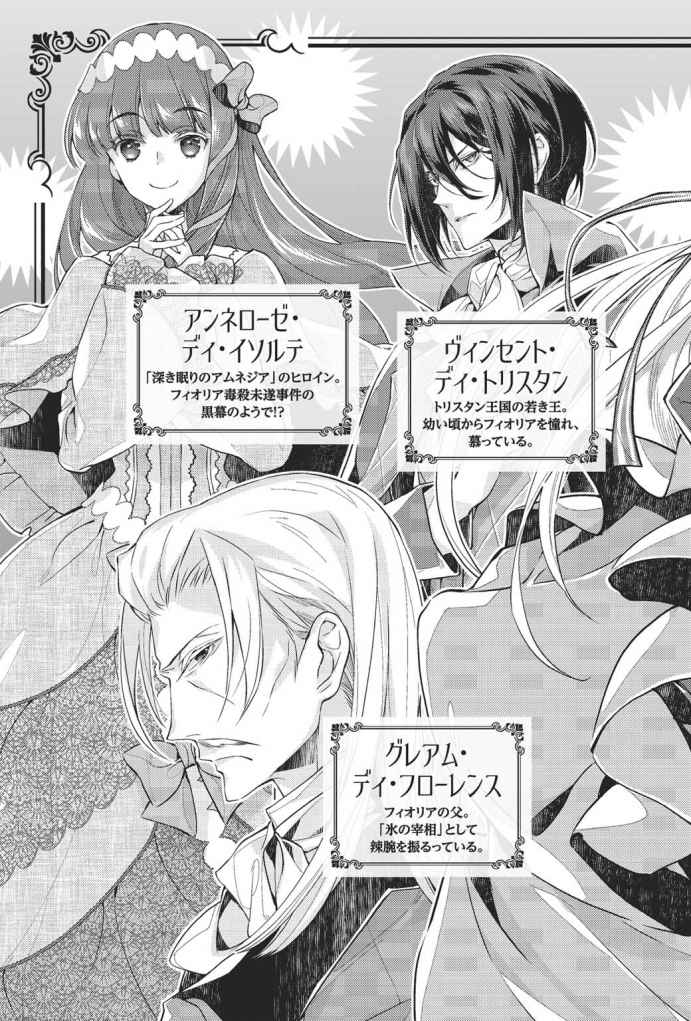 アンネローゼ・
ディ・イソルテ
「深き眠りのアムネジア」のヒロイン。
フィオリア毒殺未遂事件の
黒幕のようで!?
ヴィンセント・
ディ・トリスタン
トリスタン王国の若き王。
幼い頃からフィオリアを憧れ、
慕っている。
グレアム・
ディ・フローレンス
フィオリアの父。
「氷の宰相」として
辣腕を振るっている。